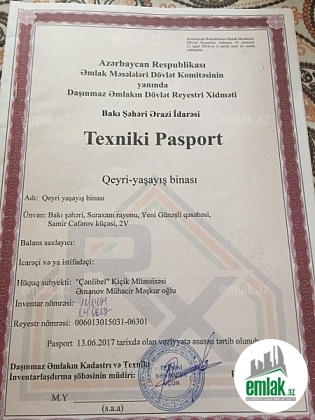 Azərbaycan Respublikası
Əmlak Məsələləri Dövlət Komitəsinin
yanında
Daşınmaz Əmlakın Dövlət Reyestri Xidməti
Bakı Şəhəri Ərazi İdarəsi
Texniki Pasport
Qeyri-yaşayış binası
Adı: Qeyri yaşayış binası
Ünvan: Bakı şəhəri, Suraxanı rayonu, Yeni Günəşli qəsəbəsi,
Samir Cəfərov küçəsi, 2V
Balans saxlayıcı:
İcarəçi və ya istifadəçi:
Hüquq subyekti: "Çənlibel" Kiçik Müəssisəsi
Əmənov Mühacir Məşkur oğlu
İnventar nömrəsi:
Reyestr nömrəsi: 006013015031-06301
Pasport 13.06.2017 tarixdə olan vəziyyətə əsasən tərtib olunub
Daşınmaz Əmlakın Kadastrı və Texniki
İnventarlaşdırma şöbəsinin müdiri:
M.Y
(s.a.a)
emlak.az